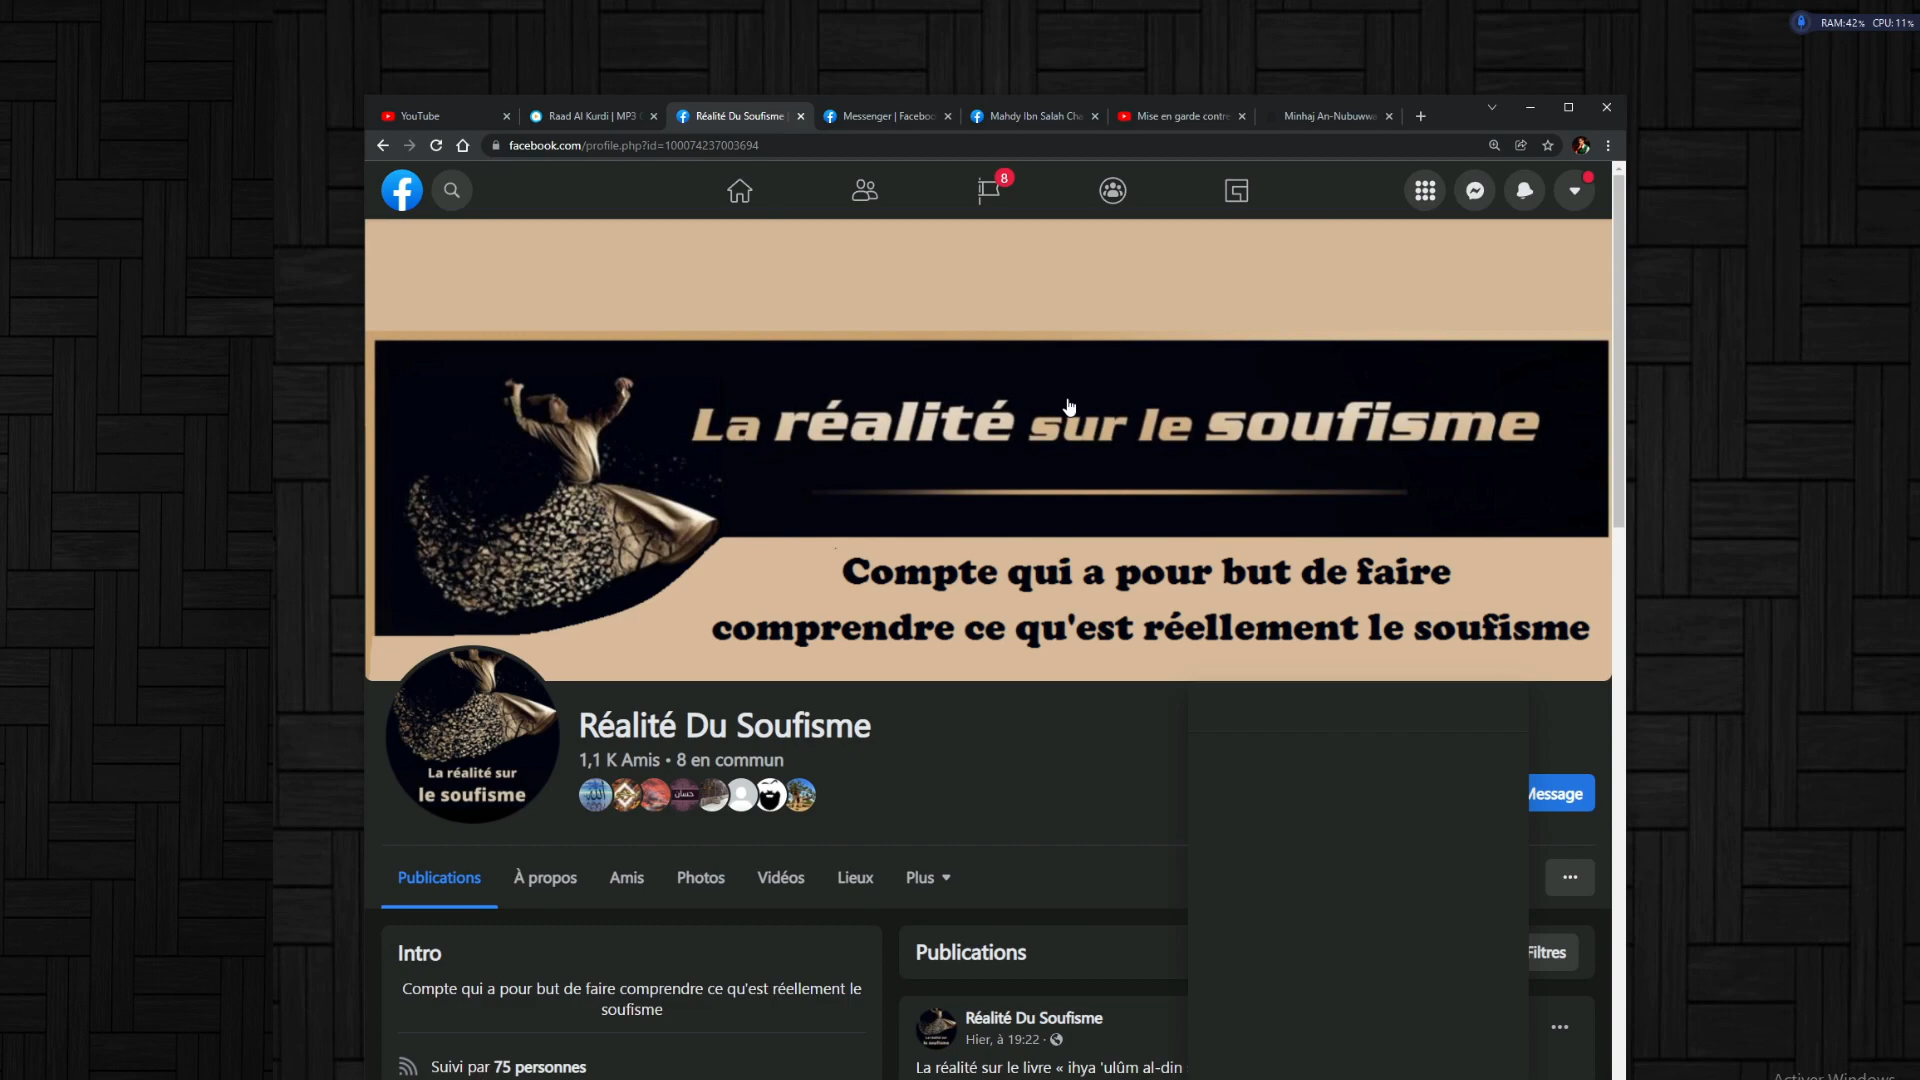 RAM:42% CPU:11%
YouTube
Raad Al Kurdi | MP3
Réalité Du Soufisme |
Messenger | Faceboo
Mahdy Ibn Salah Cha
Mise en garde contre
Minhaj An-Nubuwwa
facebook.com/profile.php?id=100074237003694
8
La réalité sur le soufisme
Compte qui a pour but de faire
comprendre ce qu'est réellement le soufisme
La réalité sur
le soufisme
Réalité Du Soufisme
1,1 K Amis • 8 en commun
حسان
Message
Publications
À propos
Amis
Photos
Vidéos
Lieux
Plus
Intro
Compte qui a pour but de faire comprendre ce qu'est réellement le
soufisme
Suivi par 75 personnes
Publications
Filtres
Réalité Du Soufisme
Hier, à 19:22 ·
La réalité sur le livre « ihya 'ulûm al-din
Activer Windows